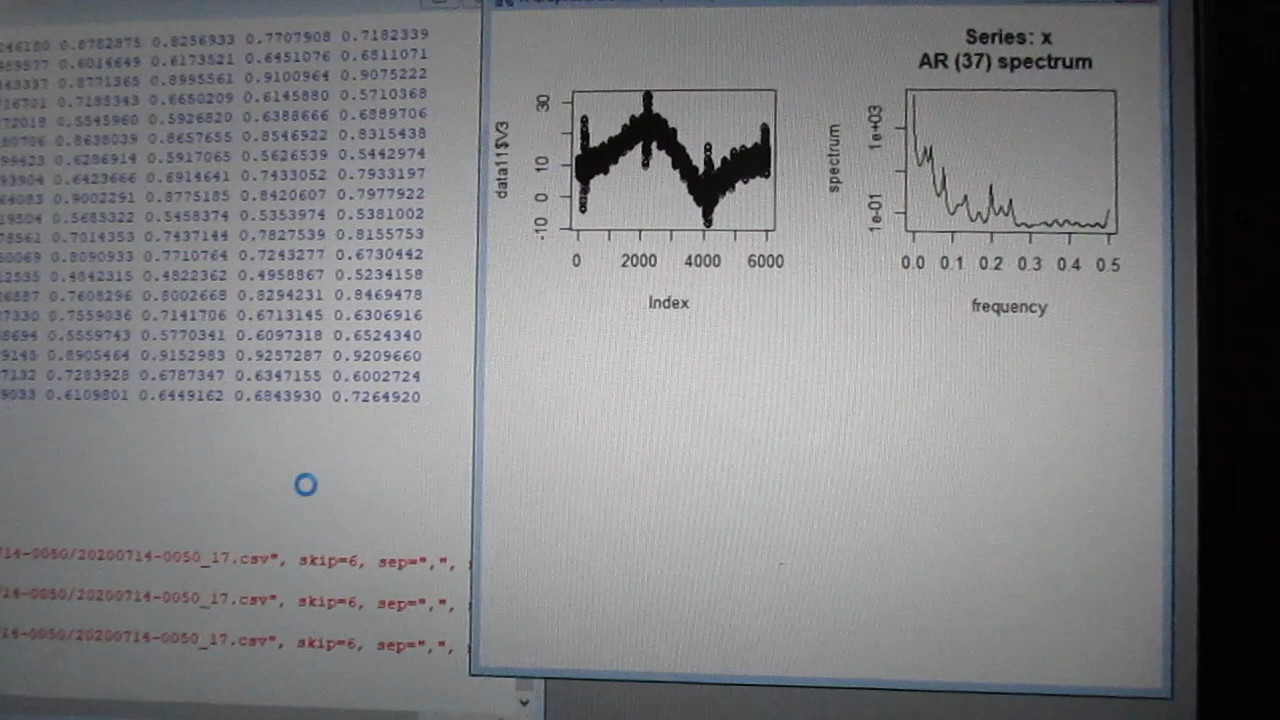 0.8782875 0.8256933 0.7707908 0.7182339
0.6014649 0.6173521 0.6451076 0.6811071
0.8771365 0.8995561 0.9100964 0.9075222
0.7188343 0.6650209 0.6145880 0.5710368
0.5545960 0.5926820 0.6388666 0.6889706
0.8638039 0.8657655 0.8546922 0.8315438
0.6286914 0.5917065 0.5626539 0.5442974
0.6423666 0.6914641 0.7433052 0.7933197
0.9002291 0.8775185 0.8420607 0.7977922
0.5683322 0.5458374 0.5353974 0.5381002
0.7014353 0.7437144 0.7827539 0.8155753
0.8090933 0.7710764 0.7243277 0.6730442
0.4842315 0.4822362 0.4958867 0.5234158
0.7608296 0.8002668 0.8294231 0.8469478
0.7559036 0.7141706 0.6713145 0.6306916
0.5559743 0.5770341 0.6097318 0.6524340
0.8905464 0.9152983 0.9257287 0.9209660
0.7283928 0.6787347 0.6347155 0.6002724
0.6109801 0.6449162 0.6843930 0.7264920
714-0050/20200714-0050_17.csv", skip=6, sep=",",
714-0050/20200714-0050_17.csv", skip=6, sep=",",
714-0050/20200714-0050_17.csv", skip=6, sep=",",
data11$V3
30
10
0
-10
0 2000 4000 6000
Index
Series: x
AR (37) spectrum
spectrum
1e+03
1e-01
0.0 0.1 0.2 0.3 0.4 0.5
frequency